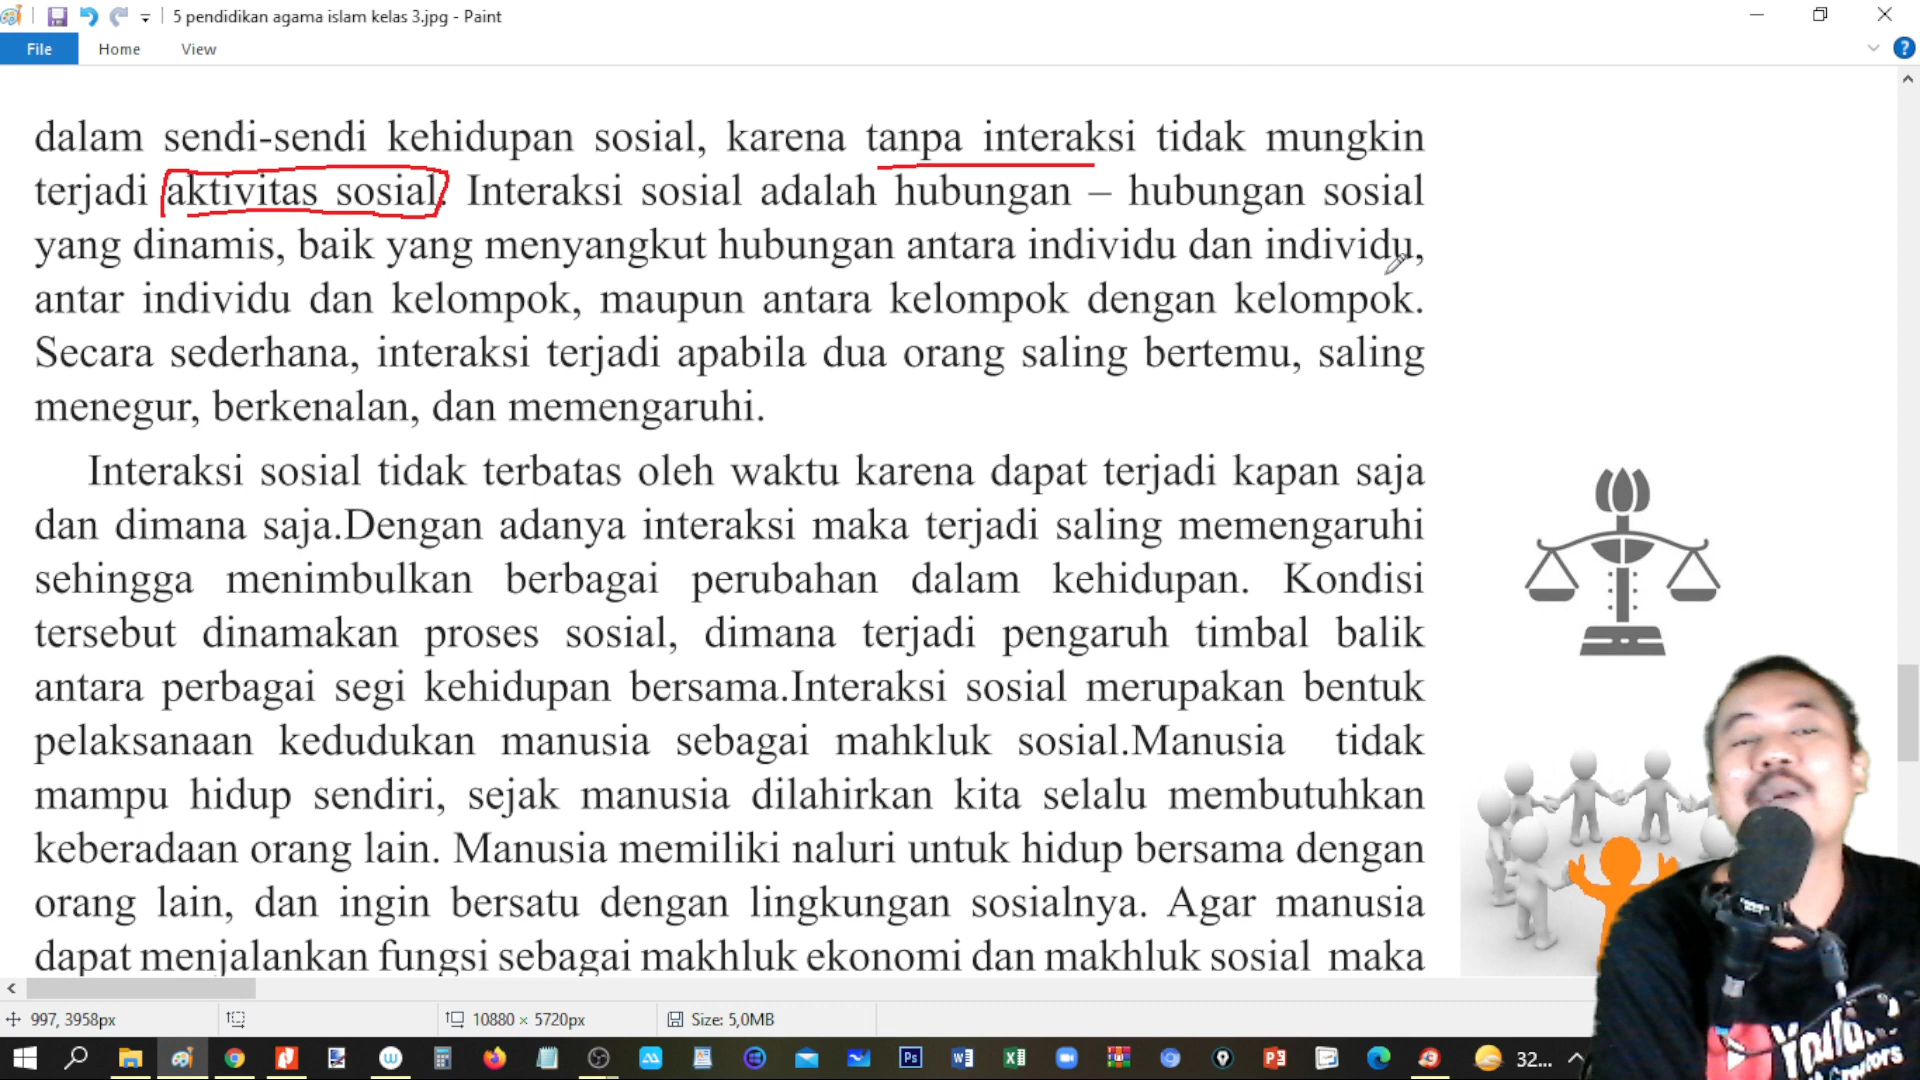 5 pendidikan agama islam kelas 3.jpg - Paint
File Home View
dalam sendi-sendi kehidupan sosial, karena tanpa interaksi tidak mungkin
terjadi aktivitas sosial. Interaksi sosial adalah hubungan – hubungan sosial
yang dinamis, baik yang menyangkut hubungan antara individu dan individu,
antar individu dan kelompok, maupun antara kelompok dengan kelompok.
Secara sederhana, interaksi terjadi apabila dua orang saling bertemu, saling
menegur, berkenalan, dan memengaruhi.
Interaksi sosial tidak terbatas oleh waktu karena dapat terjadi kapan saja
dan dimana saja.Dengan adanya interaksi maka terjadi saling memengaruhi
sehingga menimbulkan berbagai perubahan dalam kehidupan. Kondisi
tersebut dinamakan proses sosial, dimana terjadi pengaruh timbal balik
antara perbagai segi kehidupan bersama.Interaksi sosial merupakan bentuk
pelaksanaan kedudukan manusia sebagai mahkluk sosial.Manusia tidak
mampu hidup sendiri, sejak manusia dilahirkan kita selalu membutuhkan
keberadaan orang lain. Manusia memiliki naluri untuk hidup bersama dengan
orang lain, dan ingin bersatu dengan lingkungan sosialnya. Agar manusia
dapat menjalankan fungsi sebagai makhluk ekonomi dan makhluk sosial maka
997, 3958px 10880 × 5720px Size: 5,0MB
32...